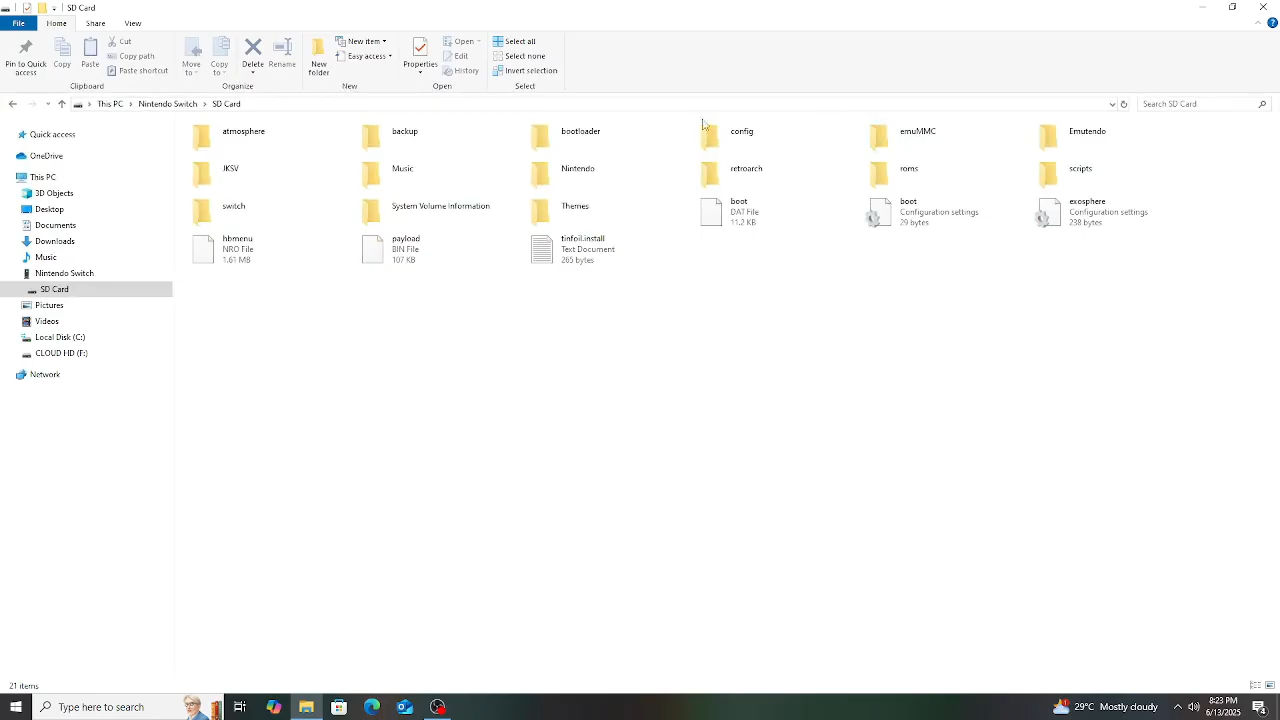 SD Card
File Home Share View
Pin to Quick access
Copy
Paste
Cut
Copy path
Paste shortcut
Clipboard
Move to
Copy to
Delete
Rename
Organize
New folder
New item
Easy access
New
Properties
Open
Edit
History
Open
Select all
Select none
Invert selection
Select
This PC > Nintendo Switch > SD Card
Search SD Card
Quick access
OneDrive
This PC
3D Objects
Desktop
Documents
Downloads
Music
Nintendo Switch
SD Card
Pictures
Videos
Local Disk (C:)
CLOUD HD (F:)
Network
atmosphere
backup
bootloader
config
emuMMC
Emutendo
JKSV
Music
Nintendo
retroarch
roms
scripts
switch
System Volume Information
Themes
boot
DAT File
11.2 KB
boot
Configuration settings
29 bytes
exosphere
Configuration settings
238 bytes
hbmenu
NRO File
1.61 MB
payload
BIN File
107 KB
tinfoil.install
Text Document
265 bytes
21 items
Type here to search
29°C Mostly cloudy
8:23 PM
6/13/2025